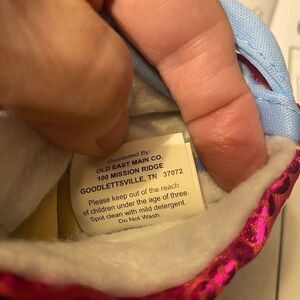 Distributed By:
OLD EAST MAIN CO.
100 MISSION RIDGE
GOODLETTSVILLE, TN 37072
Please keep out of the reach
of children under the age of three.
Spot clean with mild detergent.
Do Not Wash.